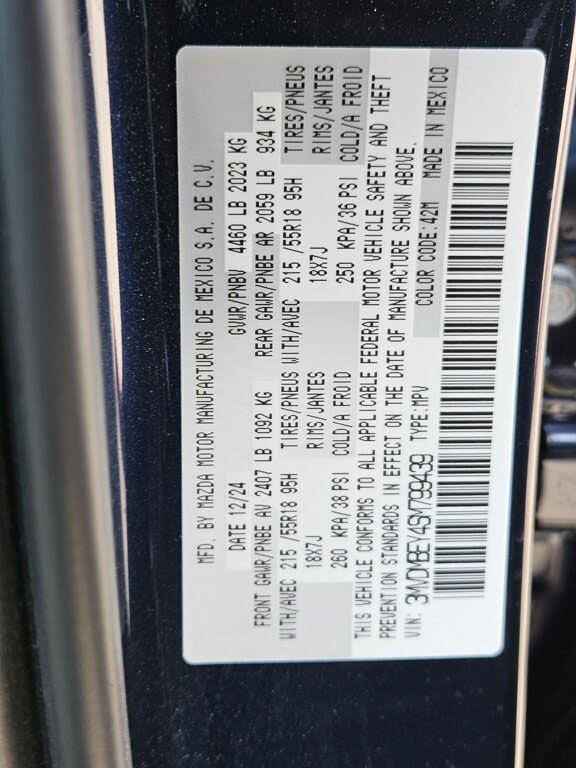 MFD. BY MAZDA MOTOR MANUFACTURING DE MEXICO S.A. DE C.V.
DATE 12/24 GVWR/PNBV 4460 LB 2023 KG
FRONT GAWR/PNBE AV 2407 LB 1092 KG REAR GAWR/PNBE AR 2059 LB 934 KG
WITH/AVEC 215 /55R18 95H TIRES/PNEUS WITH/AVEC 215 /55R18 95H TIRES/PNEUS
18X7J RIMS/JANTES 18X7J RIMS/JANTES
260 KPA/38 PSI COLD/A FROID 250 KPA/36 PSI COLD/A FROID
THIS VEHICLE CONFORMS TO ALL APPLICABLE FEDERAL MOTOR VEHICLE SAFETY AND THEFT
PREVENTION STANDARDS IN EFFECT ON THE DATE OF MANUFACTURE SHOWN ABOVE.
VIN: 3MVDMBEY4SM799439 TYPE:MPV COLOR CODE:42M MADE IN MEXICO